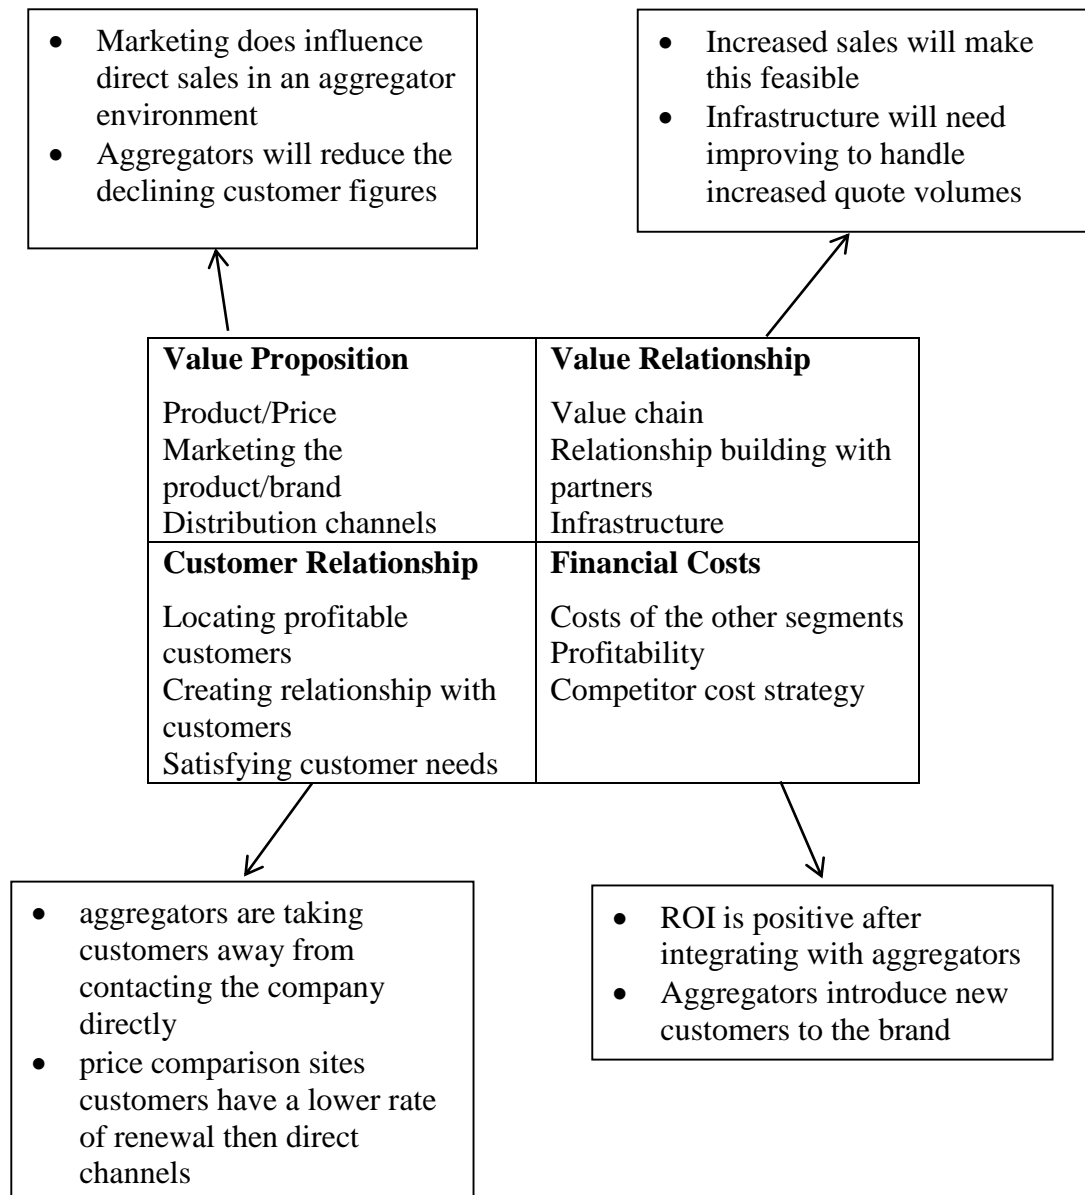 • Marketing does influence
direct sales in an aggregator
environment
• Aggregators will reduce the
declining customer figures
• Increased sales will make
this feasible
• Infrastructure will need
improving to handle
increased quote volumes
Value Proposition
Product/Price
Marketing the
product/brand
Distribution channels
Value Relationship
Value chain
Relationship building with
partners
Infrastructure
Customer Relationship
Locating profitable
customers
Creating relationship with
customers
Satisfying customer needs
Financial Costs
Costs of the other segments
Profitability
Competitor cost strategy
• aggregators are taking
customers away from
contacting the company
directly
• price comparison sites
customers have a lower rate
of renewal then direct
channels
• ROI is positive after
integrating with aggregators
• Aggregators introduce new
customers to the brand